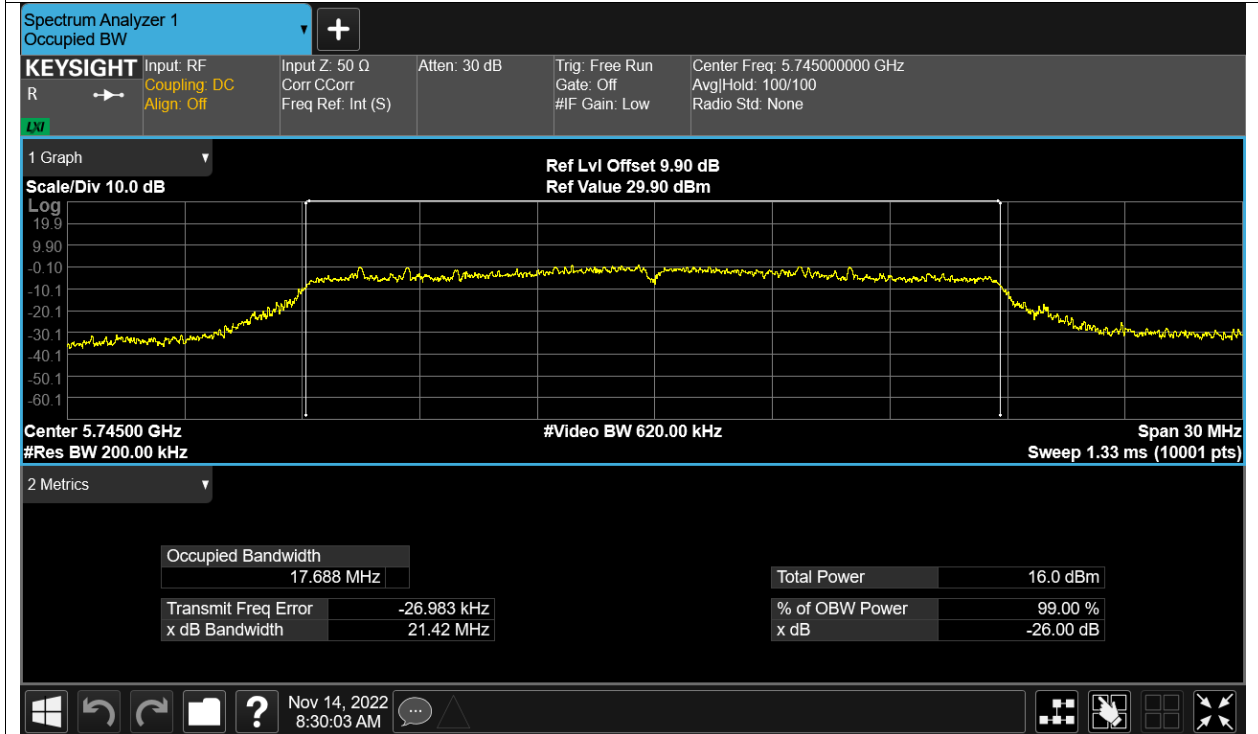 Spectrum Analyzer 1
Occupied BW
KEYSIGHT
R
LXI
Input: RF
Coupling: DC
Align: Off
Input Z: 50 Ω
Corr CCorr
Freq Ref: Int (S)
Atten: 30 dB
Trig: Free Run
Gate: Off
#IF Gain: Low
Center Freq: 5.745000000 GHz
Avg|Hold: 100/100
Radio Std: None
1 Graph
Ref Lvl Offset 9.90 dB
Scale/Div 10.0 dB
Ref Value 29.90 dBm
Log
19.9
9.90
-0.10
-10.1
-20.1
-30.1
-40.1
-50.1
-60.1
Center 5.74500 GHz
#Video BW 620.00 kHz
Span 30 MHz
#Res BW 200.00 kHz
Sweep 1.33 ms (10001 pts)
2 Metrics
Occupied Bandwidth
17.688 MHz
Transmit Freq Error -26.983 kHz
x dB Bandwidth 21.42 MHz
Total Power 16.0 dBm
% of OBW Power 99.00 %
x dB -26.00 dB
Nov 14, 2022
8:30:03 AM